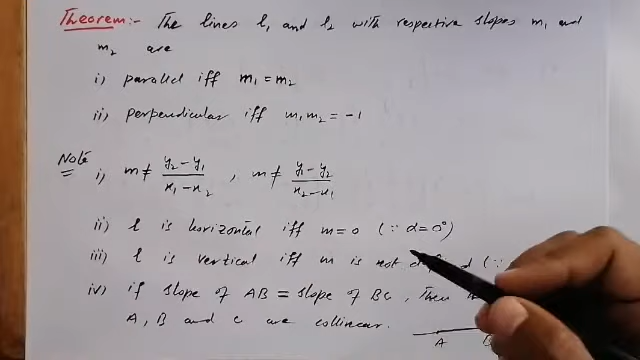 Theorem:- The lines l₁ and l₂ with respective slopes m₁ and
m₂ are
i) parallel iff m₁ = m₂
ii) perpendicular iff m₁m₂ = -1
Note i) m ≠ (y₂ - y₁)/(x₁ - x₂) , m ≠ (y₁ - y₂)/(x₂ - x₁)
ii) l is horizontal iff m = 0 (∵ α = 0°)
iii) l is vertical iff m is not defined (∵
iv) if slope of AB = slope of BC, Then
A, B and C are collinear.
A B